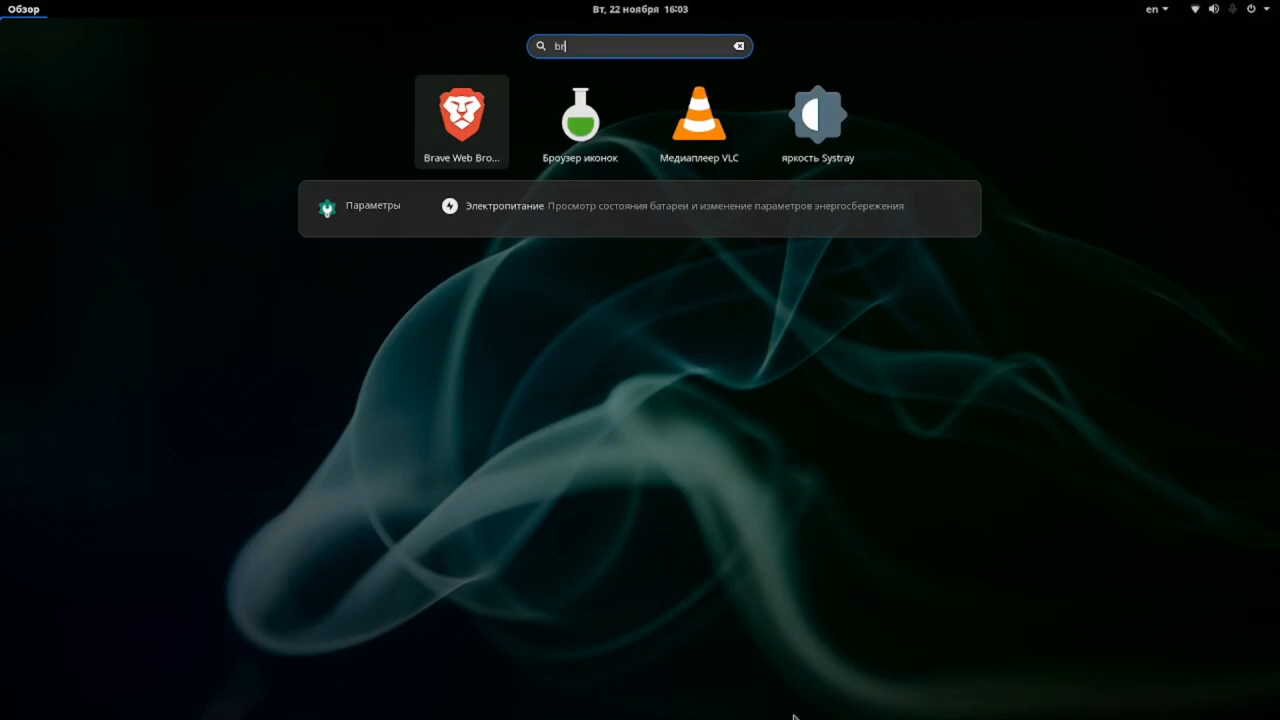 Обзор
Вт, 22 ноября 16:03
en
br
Brave Web Bro...
Броузер иконок
Медиаплеер VLC
яркость Systray
Параметры
Электропитание Просмотр состояния батареи и изменение параметров энергосбережения